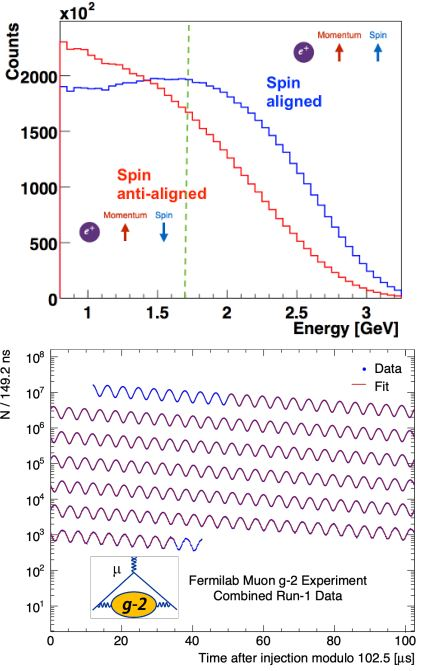 x10²
Counts
2000
1500
1000
500
0
1
1.5
2
2.5
3
Energy [GeV]
e⁺
Momentum
Spin
Spin
aligned
Spin
anti-aligned
Momentum
Spin
e⁺
N / 149.2 ns
10⁸
10⁷
10⁶
10⁵
10⁴
10³
10²
10¹
Data
Fit
μ
g-2
Fermilab Muon g-2 Experiment
Combined Run-1 Data
0
20
40
60
80
100
Time after injection modulo 102.5 [μs]